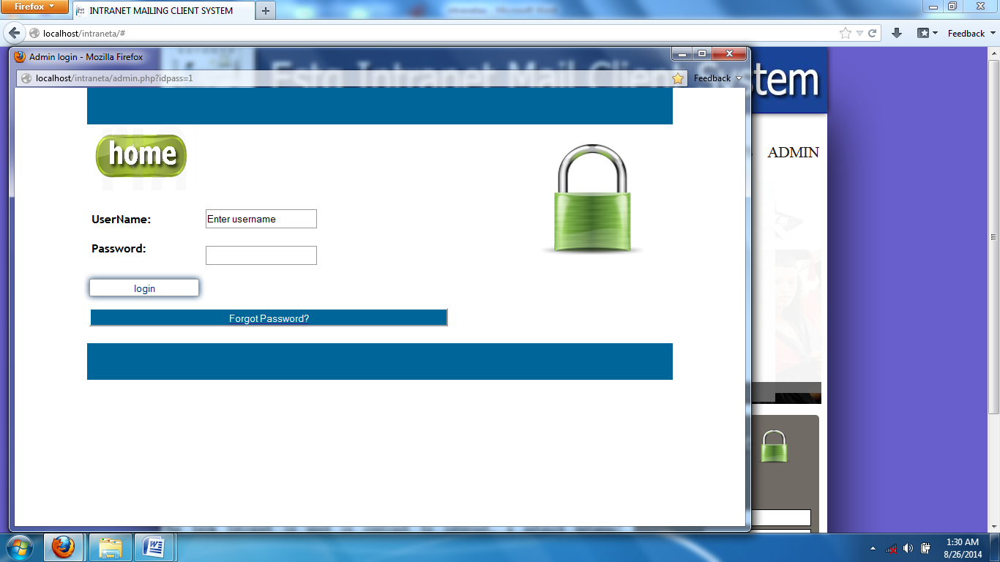 Firefox
INTRANET MAILING CLIENT SYSTEM
localhost/intraneta/#
Feedback
Admin login - Mozilla Firefox
localhost/intraneta/admin.php?idpass=1
Feedback
Estg Intranet Mail Client System
home
ADMIN
UserName:
Enter username
Password:
login
Forgot Password?
1:30 AM
8/26/2014